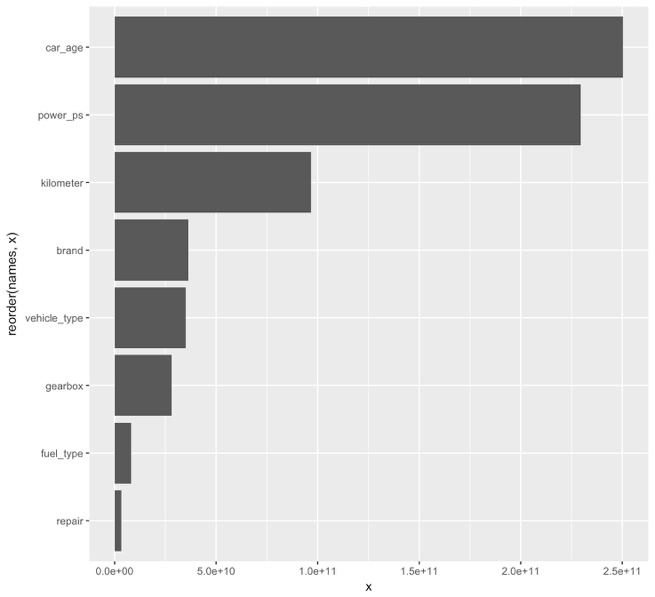 car_age
power_ps
kilometer
brand
vehicle_type
gearbox
fuel_type
repair
reorder(names, x)
0.0e+00 5.0e+10 1.0e+11 1.5e+11 2.0e+11 2.5e+11
x